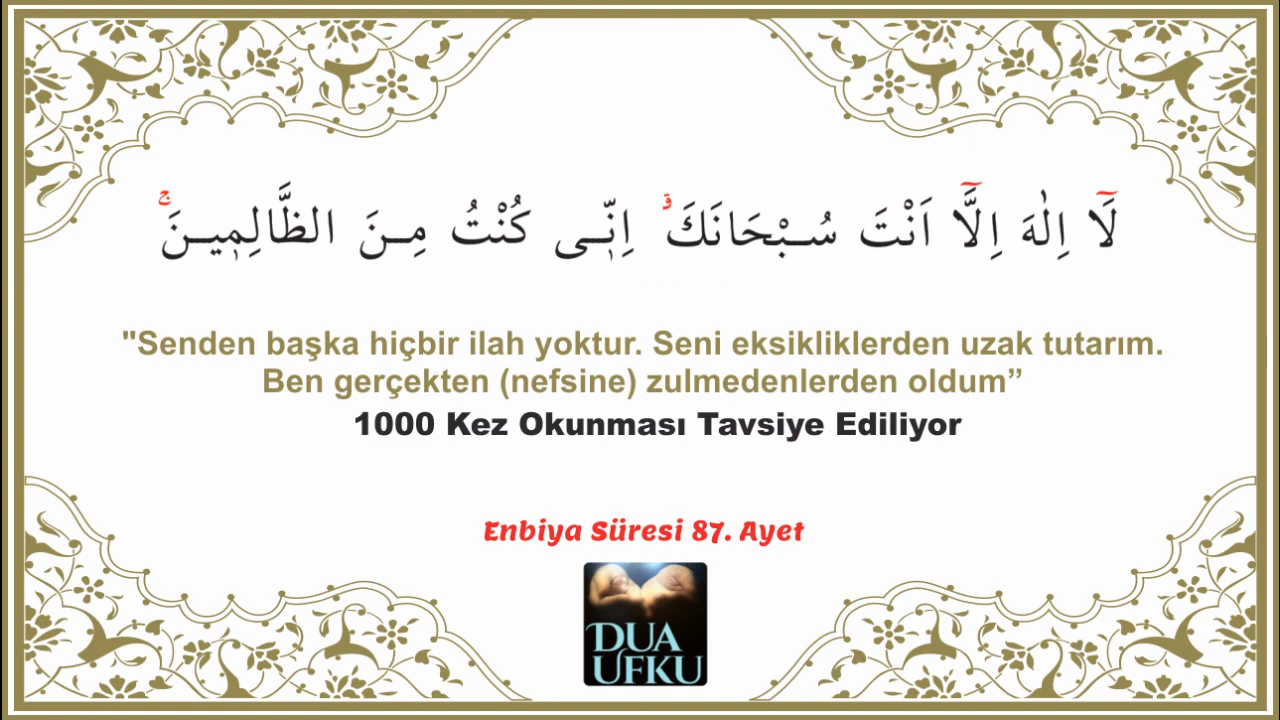 لَٓا اِلٰهَ اِلَّٓا اَنْتَ سُبْحَانَكَۗ اِنّٖى كُنْتُ مِنَ الظَّالِمٖينَۚ
"Senden başka hiçbir ilah yoktur. Seni eksikliklerden uzak tutarım.
Ben gerçekten (nefsine) zulmedenlerden oldum”
1000 Kez Okunması Tavsiye Ediliyor
Enbiya Süresi 87. Ayet
DUA
UFKU